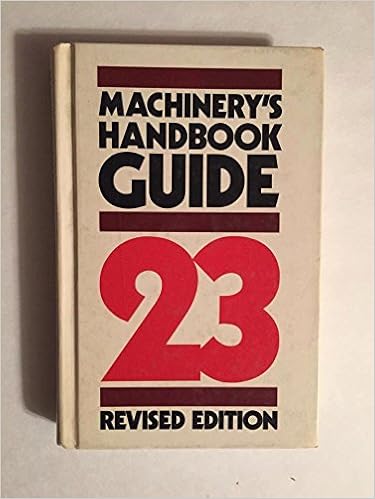 MACHINERY'S
HANDBOOK
GUIDE
23
REVISED EDITION